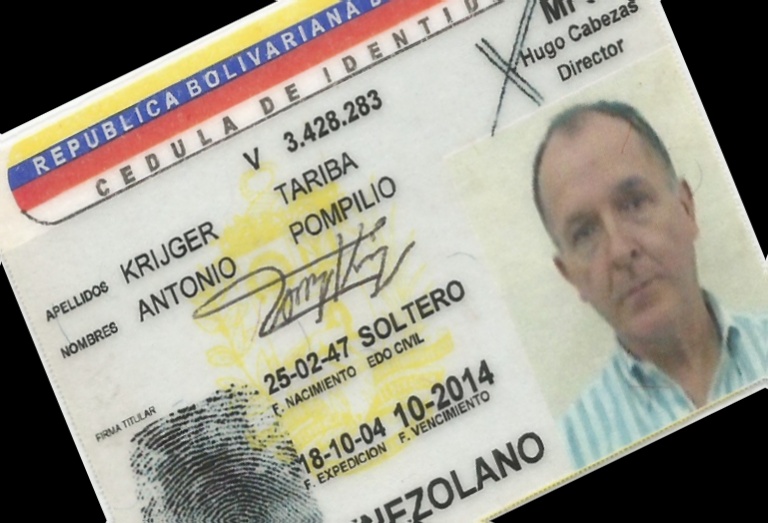 REPUBLICA BOLIVARIANA
CEDULA DE IDENTID
Hugo Cabezas
Director
V 3.428.283
APELLIDOS KRIJGER TARIBA
NOMBRES ANTONIO POMPILIO
FIRMA TITULAR
25-02-47 SOLTERO
F. NACIMIENTO EDO CIVIL
18-10-04 10-2014
F. EXPEDICION F. VENCIMIENTO
NEZOLANO